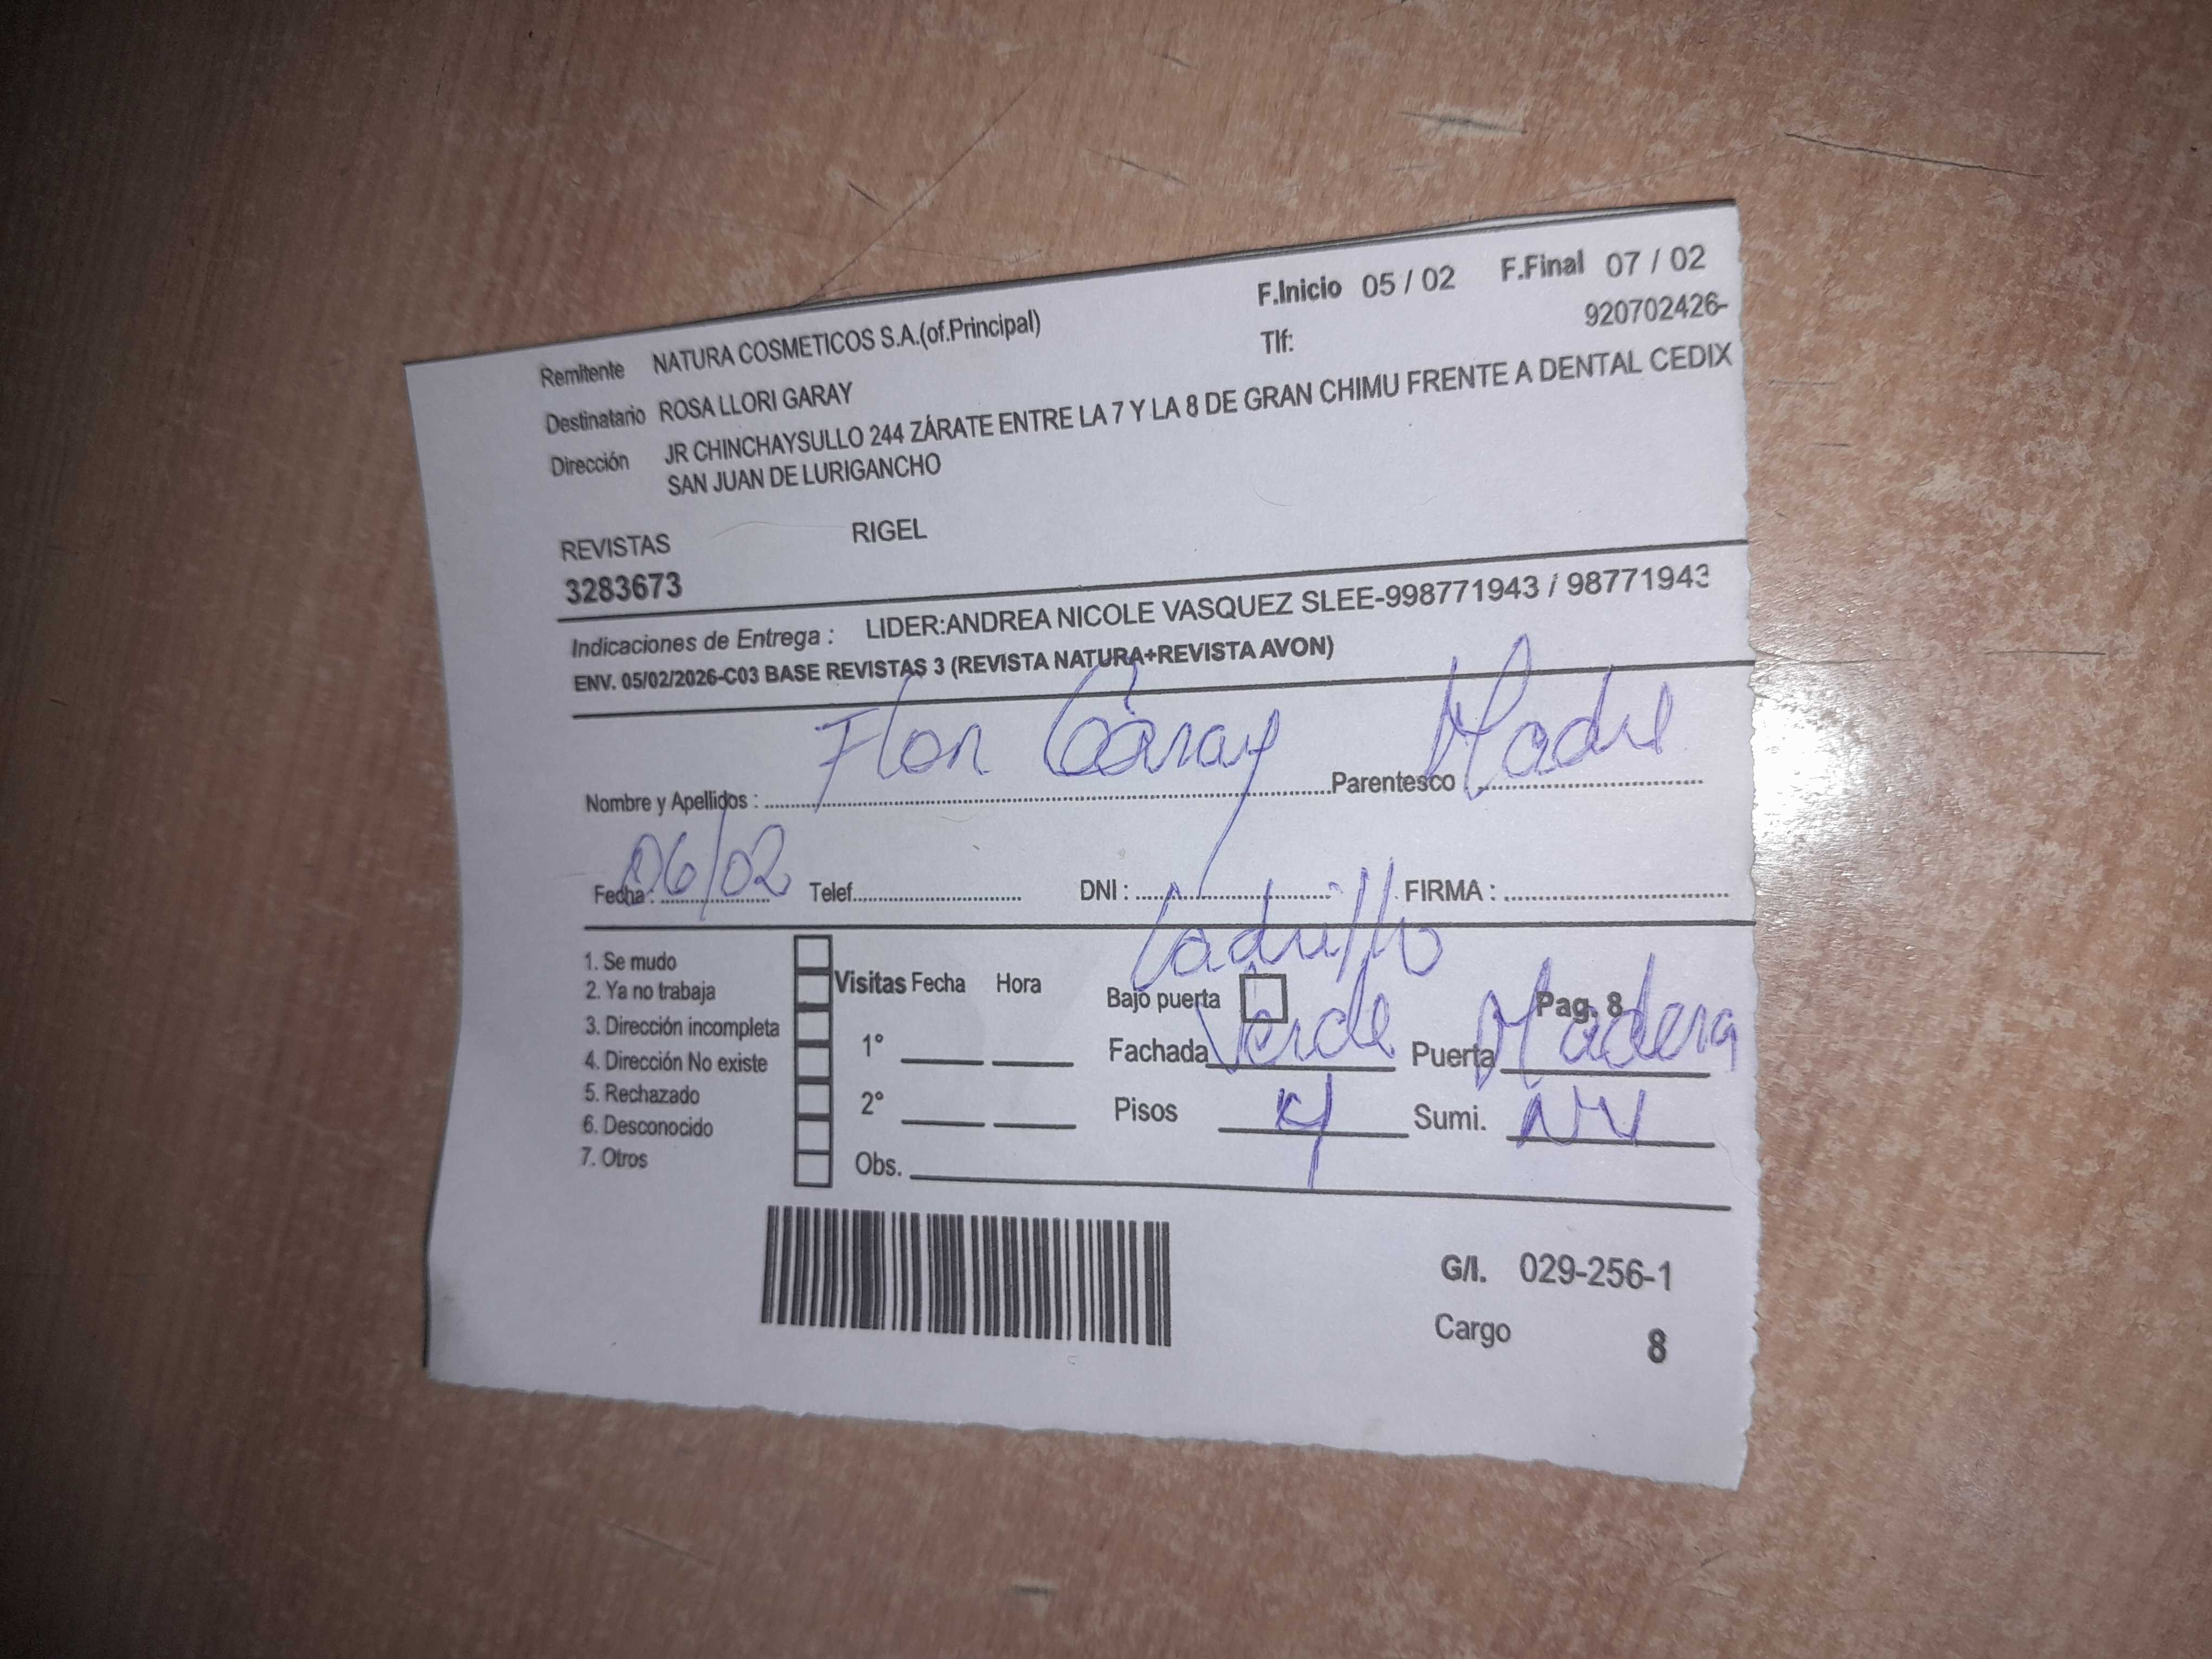 F.Inicio 05 / 02 F.Final 07 / 02
Remitente NATURA COSMETICOS S.A.(of.Principal) Tlf: 920702426-
Destinatario ROSA LLORI GARAY
Dirección JR CHINCHAYSULLO 244 ZÁRATE ENTRE LA 7 Y LA 8 DE GRAN CHIMU FRENTE A DENTAL CEDIX
SAN JUAN DE LURIGANCHO
REVISTAS RIGEL
3283673
Indicaciones de Entrega : LIDER:ANDREA NICOLE VASQUEZ SLEE-998771943 / 98771943
ENV. 05/02/2026-C03 BASE REVISTAS 3 (REVISTA NATURA+REVISTA AVON)
Nombre y Apellidos : Flor Garay Parentesco Madre
Fecha : 06/02 Telef. DNI : FIRMA :
Ladrillo
1. Se mudo
2. Ya no trabaja Visitas Fecha Hora Bajo puerta Pag. 8
3. Dirección incompleta 1° Fachada Verde Puerta Madera
4. Dirección No existe
5. Rechazado 2° Pisos 4 Sumi. NV
6. Desconocido
7. Otros Obs.
G/I. 029-256-1
Cargo 8